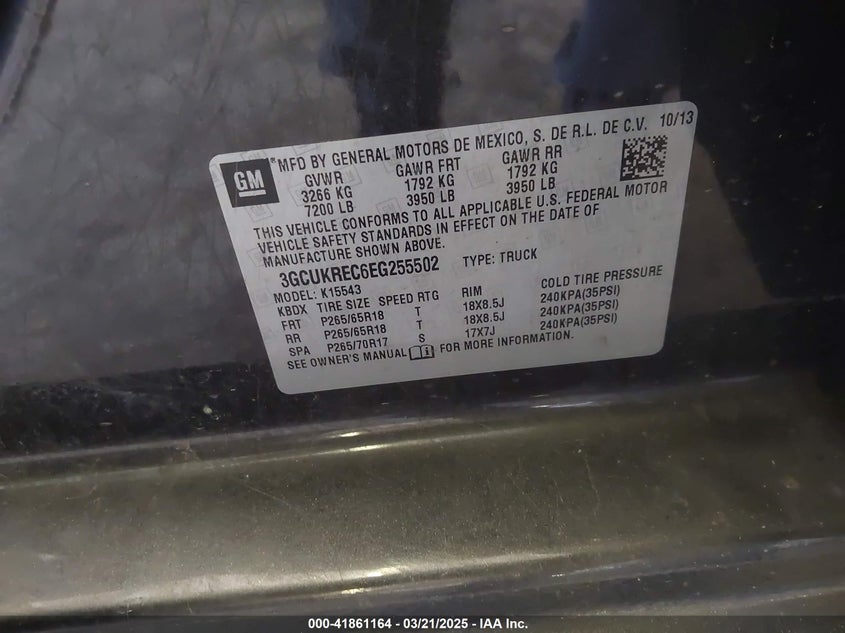 GM ® MFD BY GENERAL MOTORS DE MEXICO, S. DE R.L. DE C.V. 10/13
GVWR GAWR FRT GAWR RR
3266 KG 1792 KG 1792 KG
7200 LB 3950 LB 3950 LB
THIS VEHICLE CONFORMS TO ALL APPLICABLE U.S. FEDERAL MOTOR
VEHICLE SAFETY STANDARDS IN EFFECT ON THE DATE OF
MANUFACTURE SHOWN ABOVE.
3GCUKREC6EG255502 TYPE: TRUCK
MODEL: K15543
KBDX TIRE SIZE SPEED RTG RIM COLD TIRE PRESSURE
FRT P265/65R18 T 18X8.5J 240KPA(35PSI)
RR P265/65R18 T 18X8.5J 240KPA(35PSI)
SPA P265/70R17 S 17X7J 240KPA(35PSI)
SEE OWNER'S MANUAL FOR MORE INFORMATION.
000-41861164 / 03/21/2025 - IAA Inc.